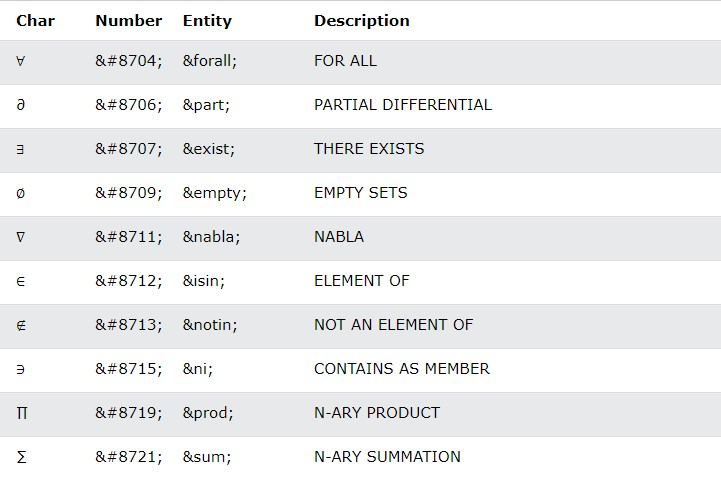 Char Number Entity Description
∀ &#8704; &forall; FOR ALL
∂ &#8706; &part; PARTIAL DIFFERENTIAL
∃ &#8707; &exist; THERE EXISTS
∅ &#8709; &empty; EMPTY SETS
∇ &#8711; &nabla; NABLA
∈ &#8712; &isin; ELEMENT OF
∉ &#8713; &notin; NOT AN ELEMENT OF
∋ &#8715; &ni; CONTAINS AS MEMBER
∏ &#8719; &prod; N-ARY PRODUCT
∑ &#8721; &sum; N-ARY SUMMATION